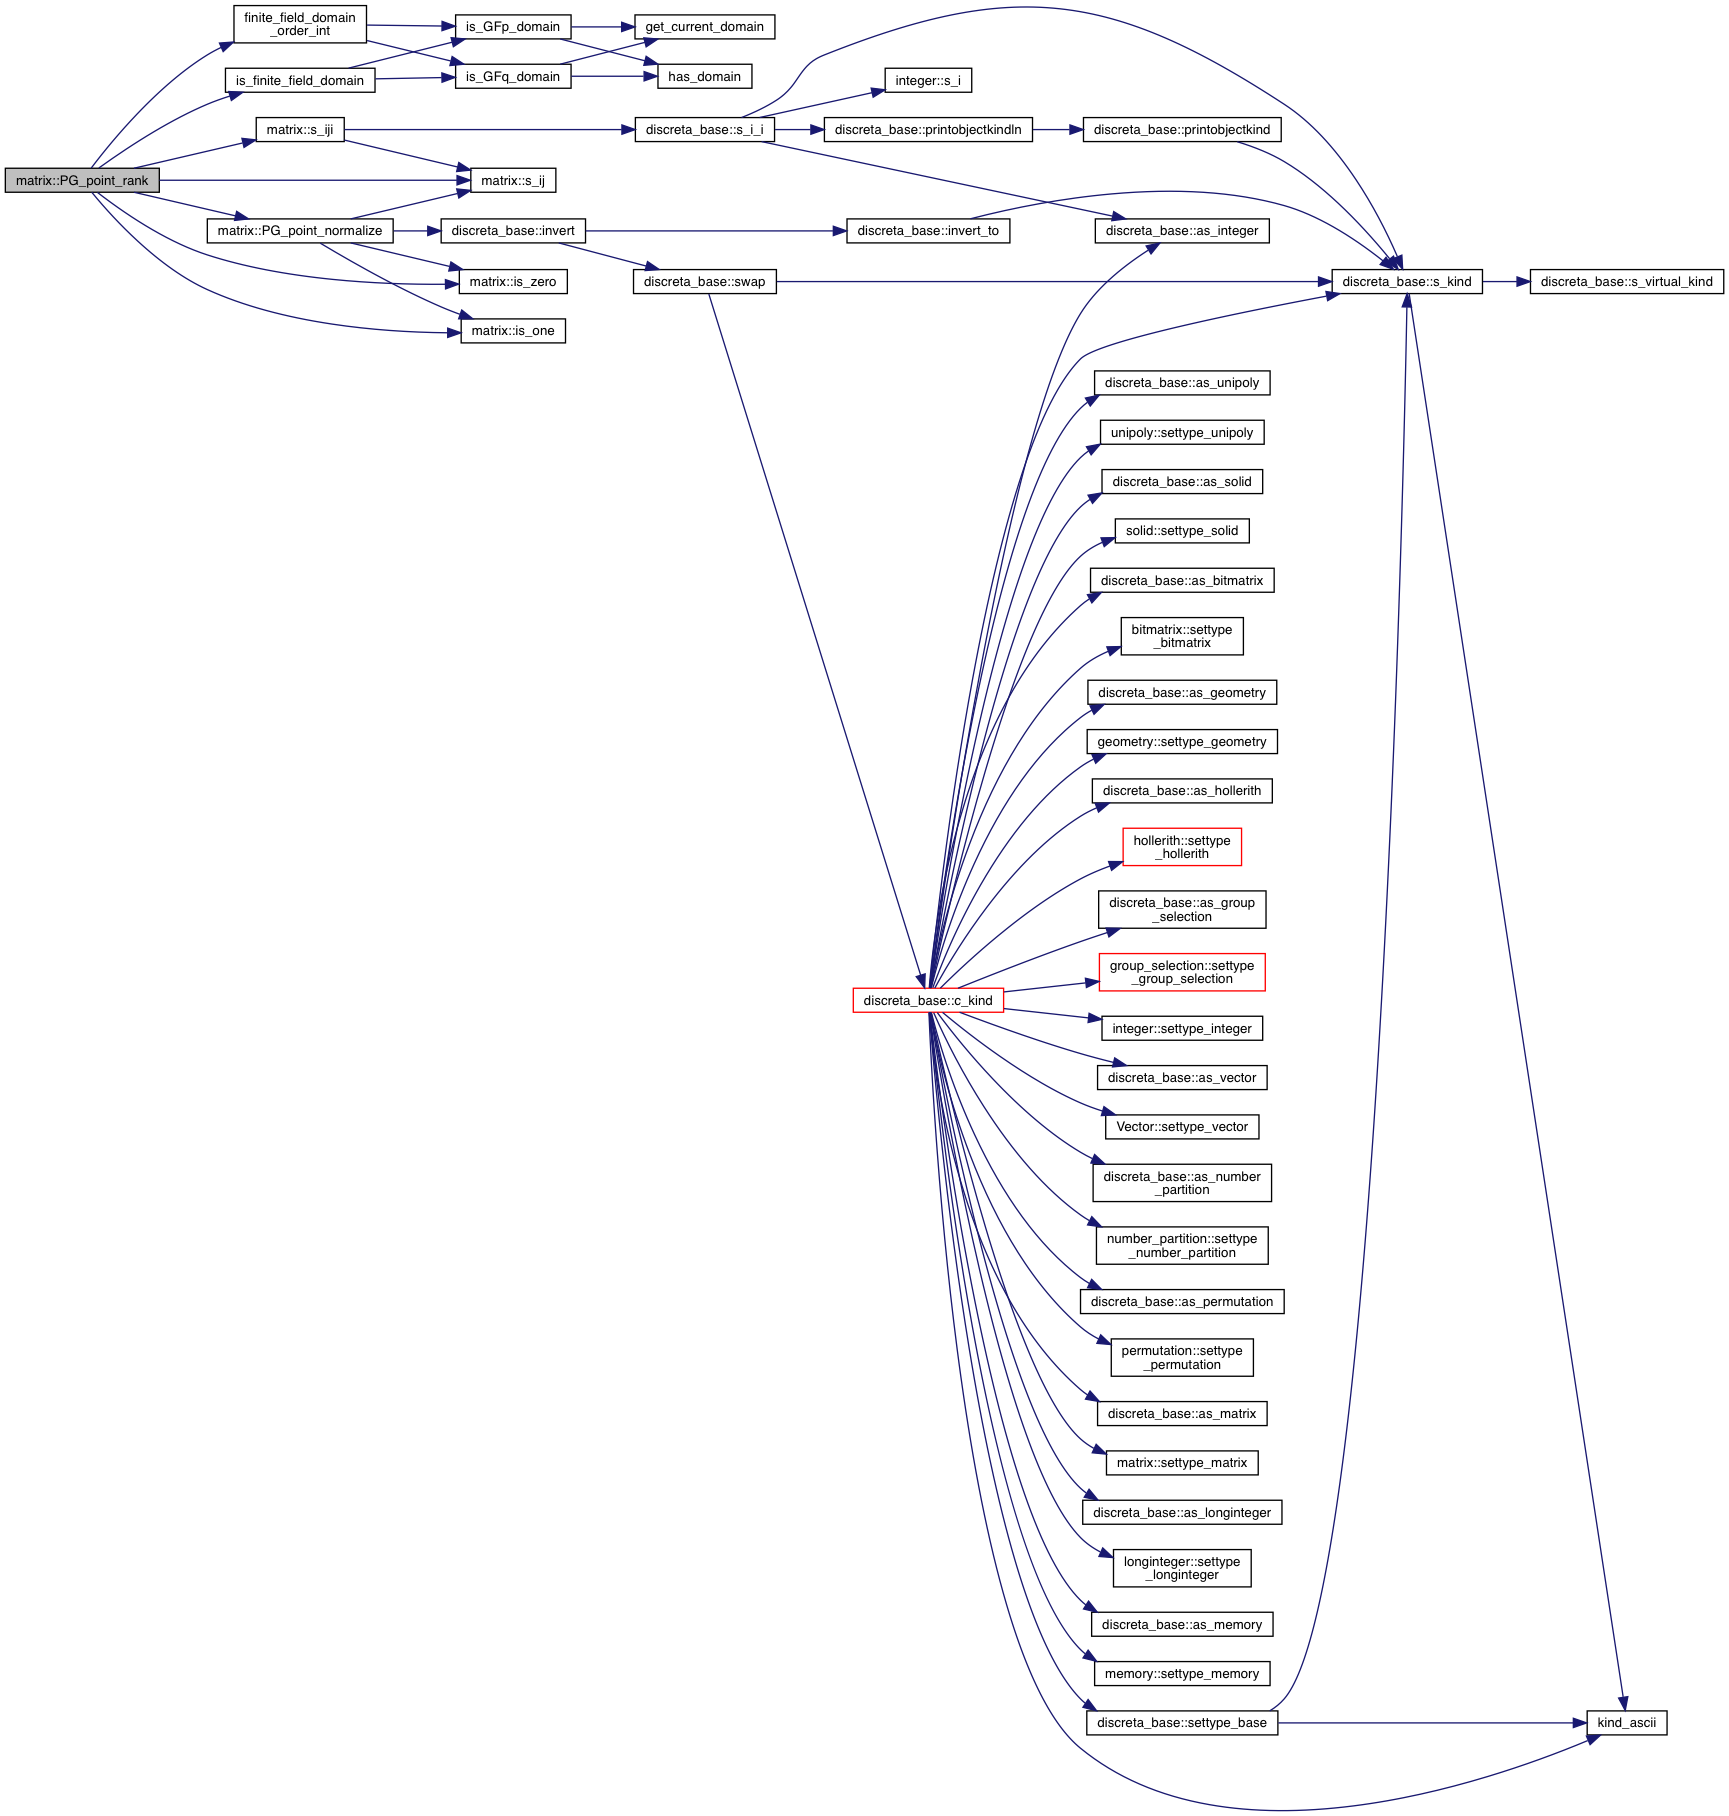 finite_field_domain
_order_int
is_GFp_domain
get_current_domain
is_finite_field_domain
is_GFq_domain
has_domain
integer::s_i
matrix::s_iji
discreta_base::s_i_i
discreta_base::printobjectkindln
discreta_base::printobjectkind
matrix::PG_point_rank
matrix::s_ij
matrix::PG_point_normalize
discreta_base::invert
discreta_base::invert_to
discreta_base::as_integer
matrix::is_zero
discreta_base::swap
discreta_base::s_kind
discreta_base::s_virtual_kind
matrix::is_one
discreta_base::as_unipoly
unipoly::settype_unipoly
discreta_base::as_solid
solid::settype_solid
discreta_base::as_bitmatrix
bitmatrix::settype
_bitmatrix
discreta_base::as_geometry
geometry::settype_geometry
discreta_base::as_hollerith
hollerith::settype
_hollerith
discreta_base::as_group
_selection
group_selection::settype
_group_selection
discreta_base::c_kind
integer::settype_integer
discreta_base::as_vector
Vector::settype_vector
discreta_base::as_number
_partition
number_partition::settype
_number_partition
discreta_base::as_permutation
permutation::settype
_permutation
discreta_base::as_matrix
matrix::settype_matrix
discreta_base::as_longinteger
longinteger::settype
_longinteger
discreta_base::as_memory
memory::settype_memory
discreta_base::settype_base
kind_ascii